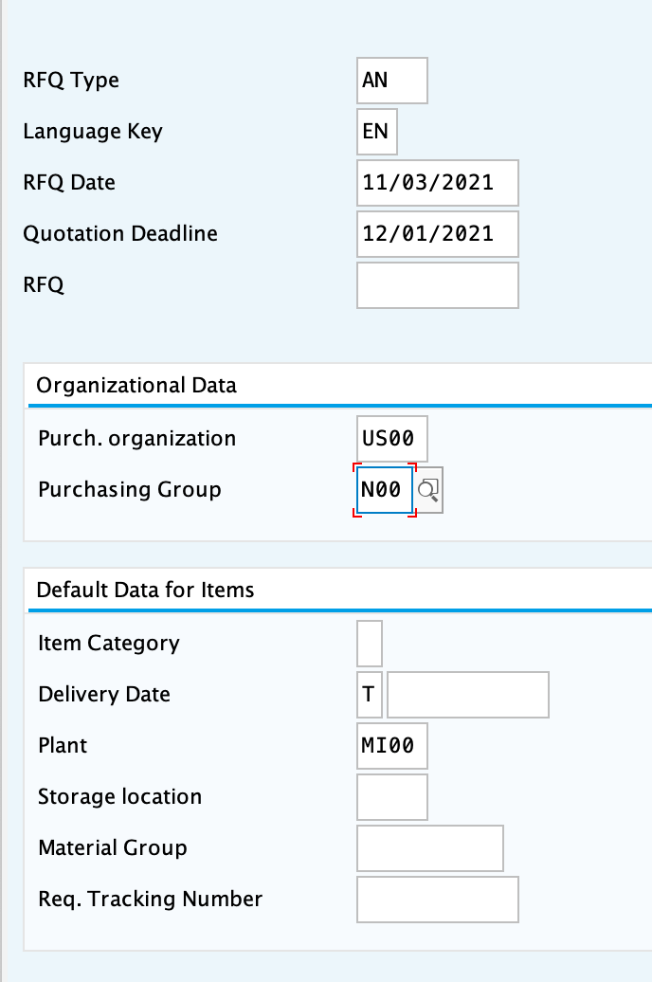 RFQ Type AN
Language Key EN
RFQ Date 11/03/2021
Quotation Deadline 12/01/2021
RFQ
Organizational Data
Purch. organization US00
Purchasing Group N00
Default Data for Items
Item Category
Delivery Date T
Plant MI00
Storage location
Material Group
Req. Tracking Number